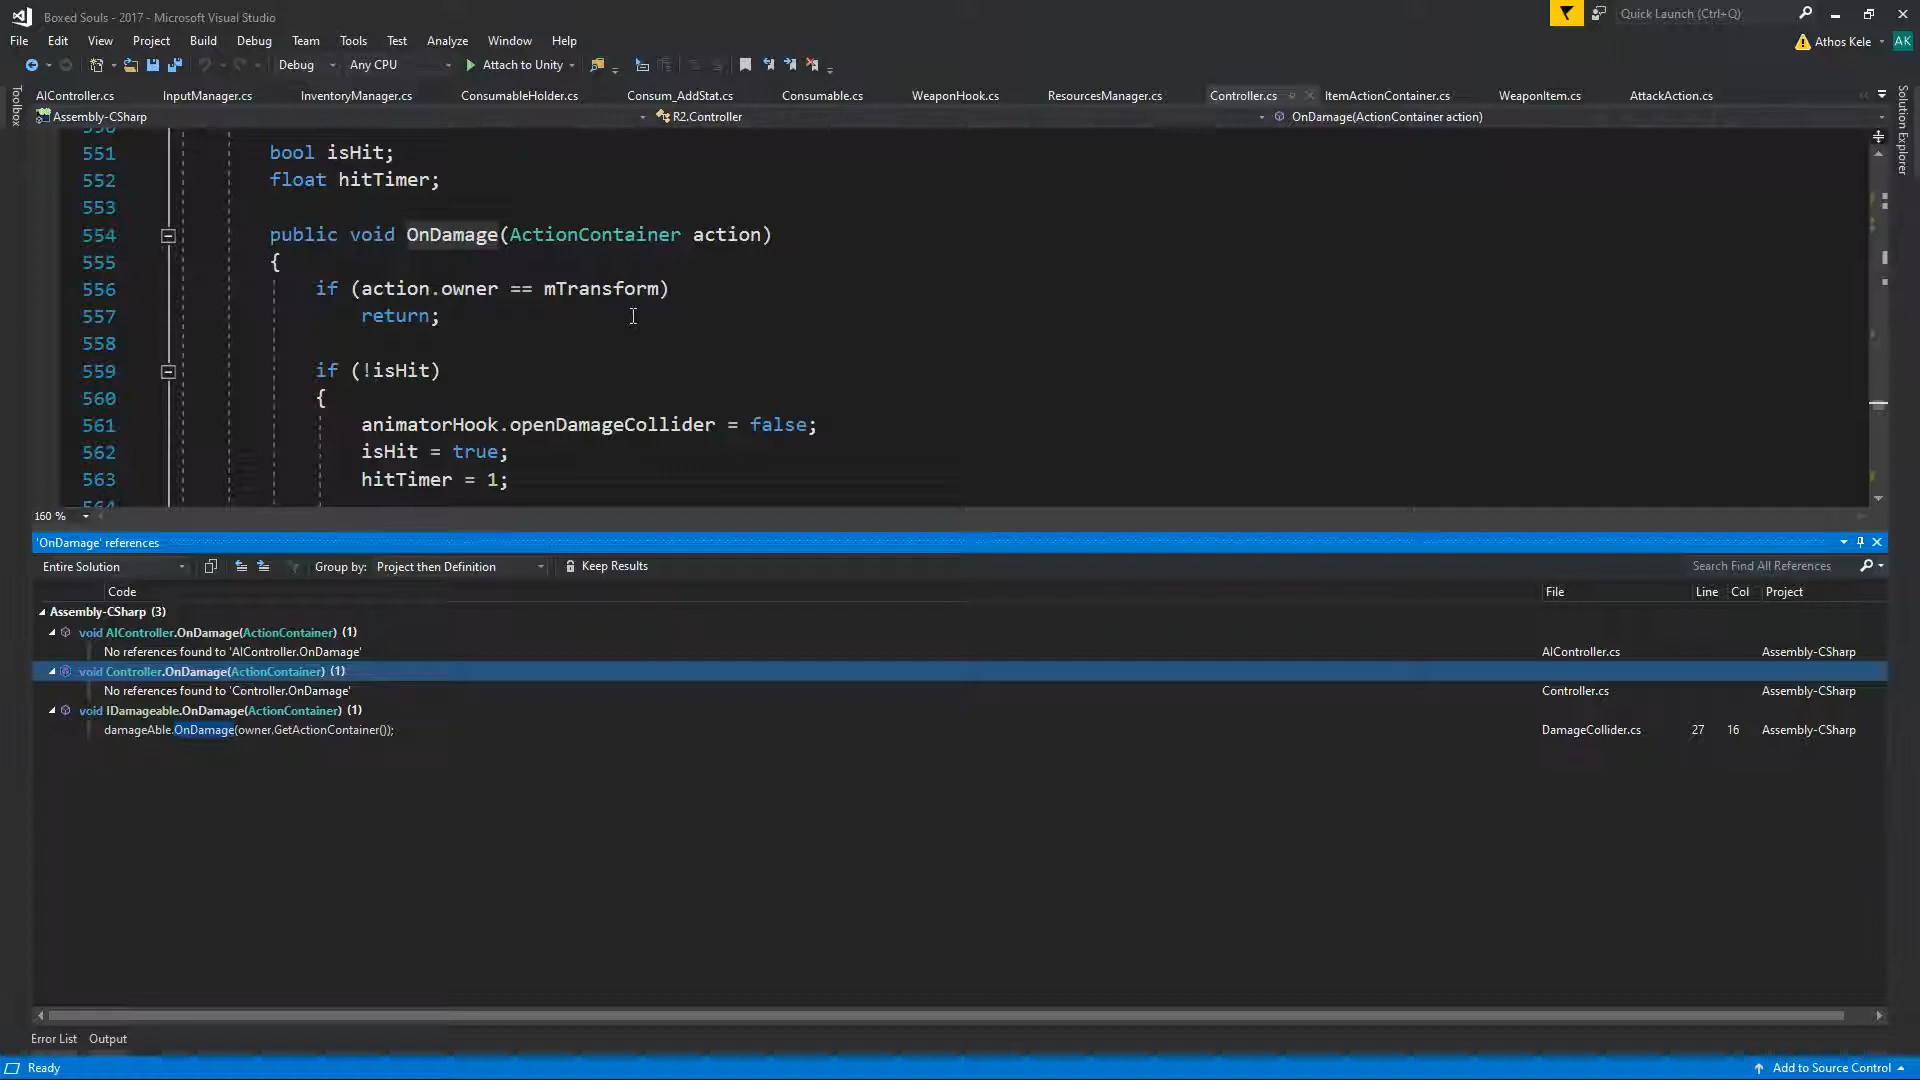 Boxed Souls - 2017 - Microsoft Visual Studio
Quick Launch (Ctrl+Q)
File Edit View Project Build Debug Team Tools Test Analyze Window Help
Athos Kele AK
Debug Any CPU Attach to Unity
Toolbox
AIController.cs InputManager.cs InventoryManager.cs ConsumableHolder.cs Consum_AddStat.cs Consumable.cs WeaponHook.cs ResourcesManager.cs Controller.cs ItemActionContainer.cs WeaponItem.cs AttackAction.cs
Solution Explorer
Assembly-CSharp R2.Controller OnDamage(ActionContainer action)
551 bool isHit;
552 float hitTimer;
553
554 public void OnDamage(ActionContainer action)
555 {
556 if (action.owner == mTransform)
557 return;
558
559 if (!isHit)
560 {
561 animatorHook.openDamageCollider = false;
562 isHit = true;
563 hitTimer = 1;
160 %
'OnDamage' references
Entire Solution Group by: Project then Definition Keep Results Search Find All References
Code File Line Col Project
Assembly-CSharp (3)
void AIController.OnDamage(ActionContainer) (1)
No references found to 'AIController.OnDamage' AIController.cs Assembly-CSharp
void Controller.OnDamage(ActionContainer) (1)
No references found to 'Controller.OnDamage' Controller.cs Assembly-CSharp
void IDamageable.OnDamage(ActionContainer) (1)
damageAble.OnDamage(owner.GetActionContainer()); DamageCollider.cs 27 16 Assembly-CSharp
Error List Output
Ready Add to Source Control